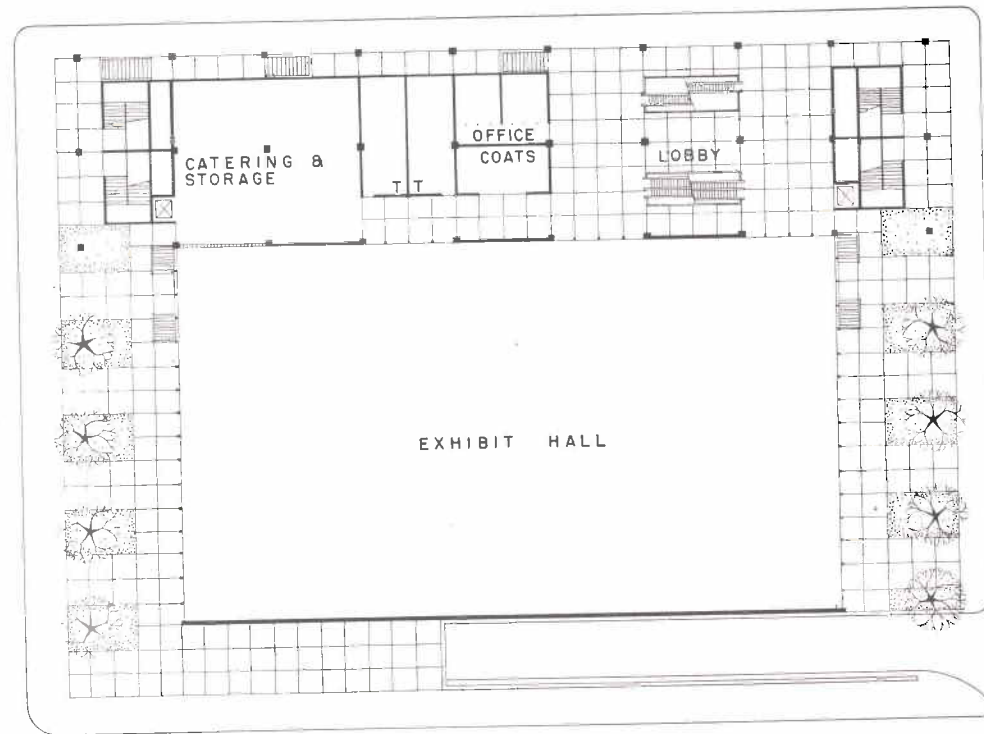 CATERING &
STORAGE
T T
OFFICE
COATS
LOBBY
EXHIBIT HALL